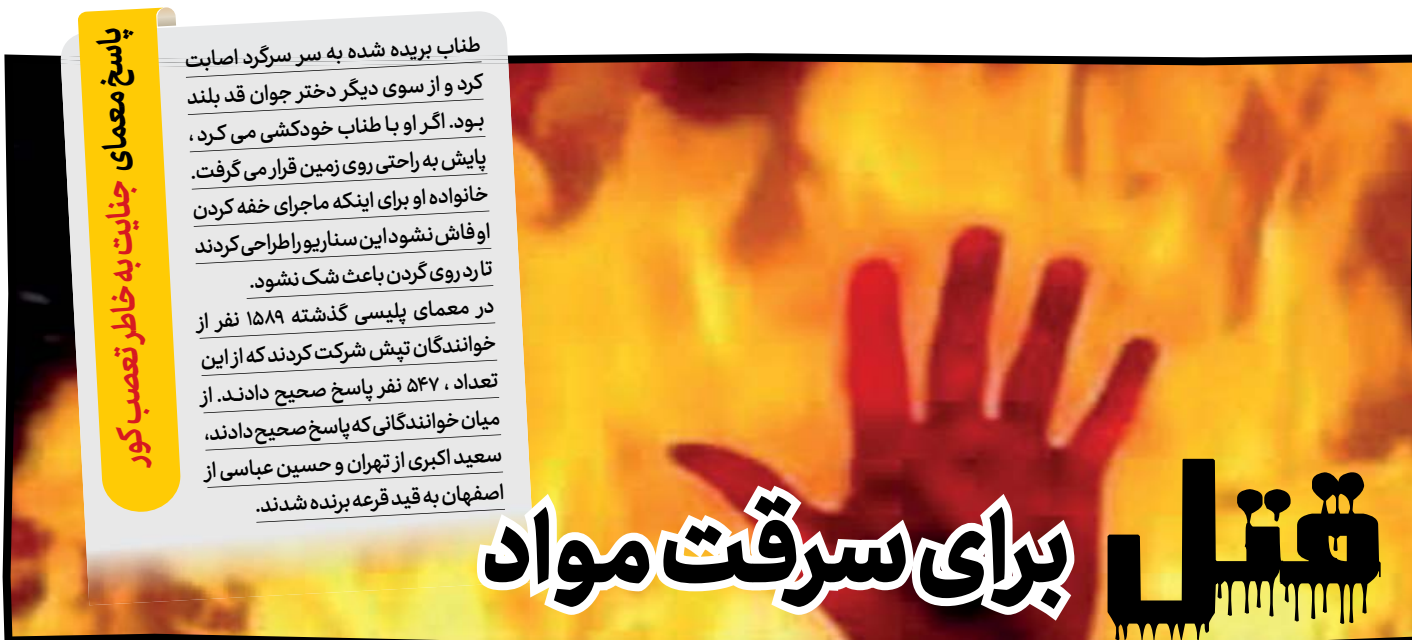 پاسخ معمای جنایت به خاطر تعصب کور
طناب بریده شده به سر سرگرد اصابت
کرد و از سوی دیگر دختر جوان قد بلند
بود. اگر او با طناب خودکشی می کرد ،
پایش به راحتی روی زمین قرار می گرفت.
خانواده او برای اینکه ماجرای خفه کردن
او فاش نشود این سناریو را طراحی کردند
تا رد روی گردن باعث شک نشود.
در معمای پلیسی گذشته ۱۵۸۹ نفر از
خوانندگان تپش شرکت کردند که از این
تعداد ، ۵۴۷ نفر پاسخ صحیح دادند. از
میان خوانندگانی که پاسخ صحیح دادند،
سعید اکبری از تهران و حسین عباسی از
اصفهان به قید قرعه برنده شدند.
قتل برای سرقت مواد